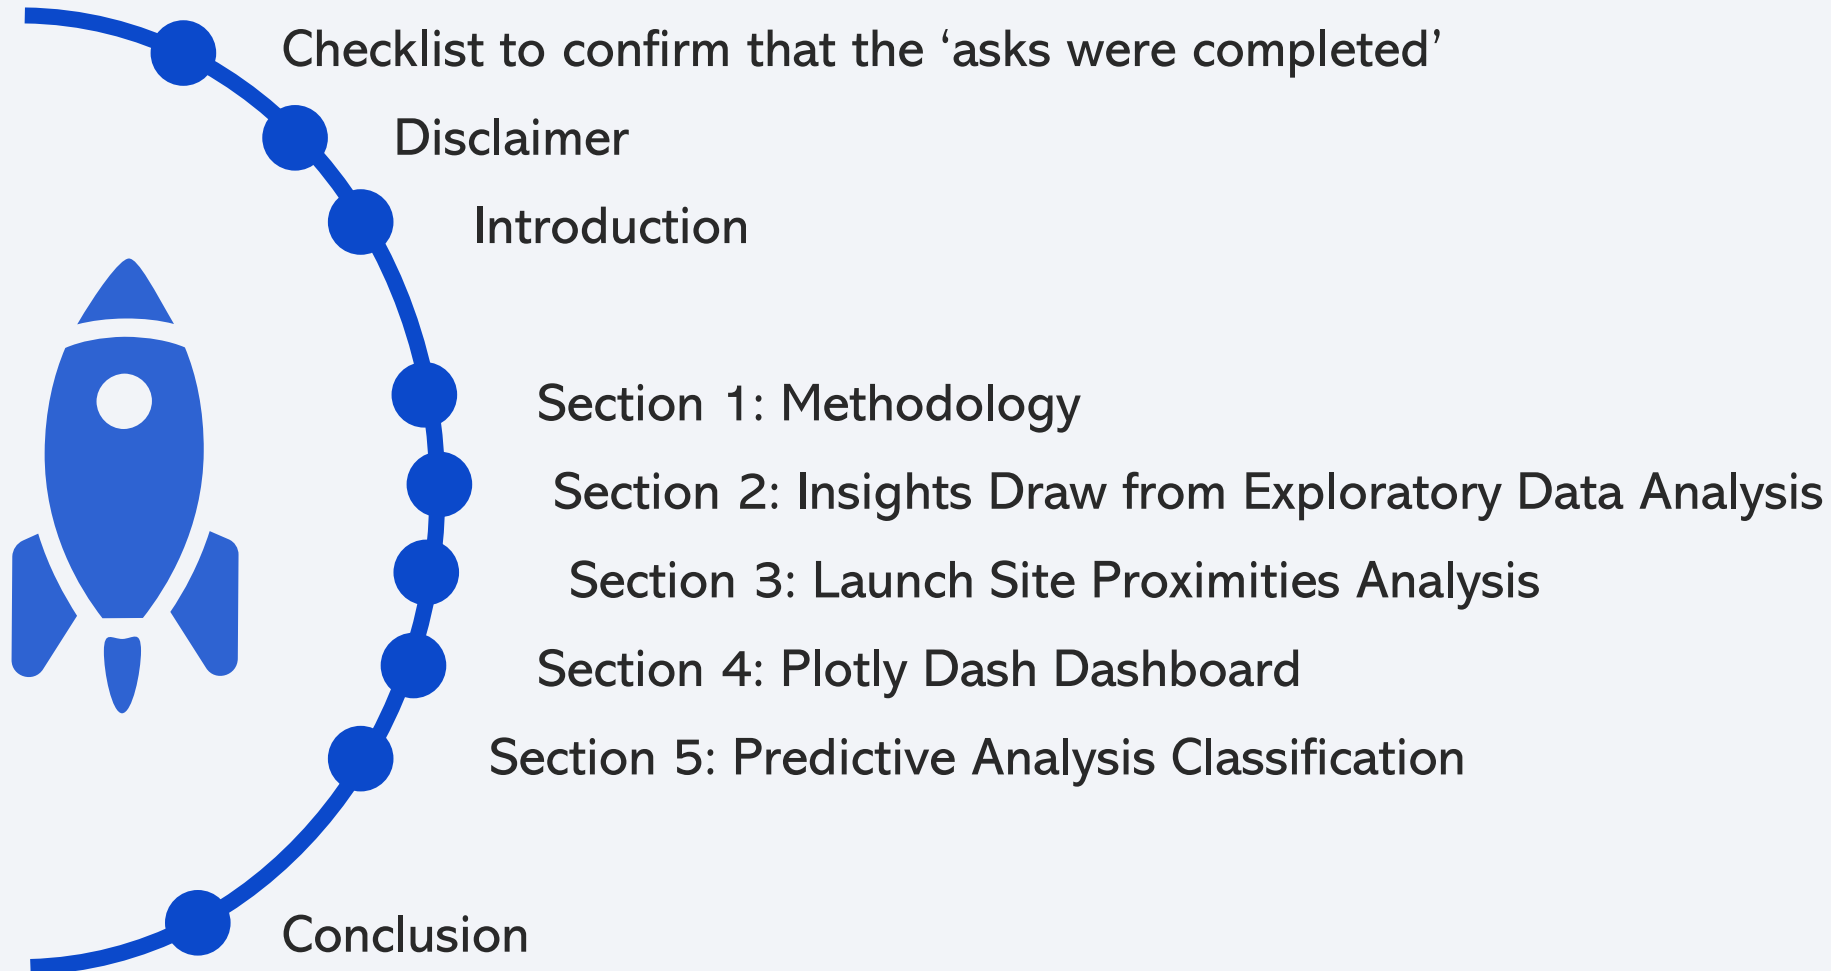 Checklist to confirm that the ‘asks were completed’
Disclaimer
Introduction
Section 1: Methodology
Section 2: Insights Draw from Exploratory Data Analysis
Section 3: Launch Site Proximities Analysis
Section 4: Plotly Dash Dashboard
Section 5: Predictive Analysis Classification
Conclusion